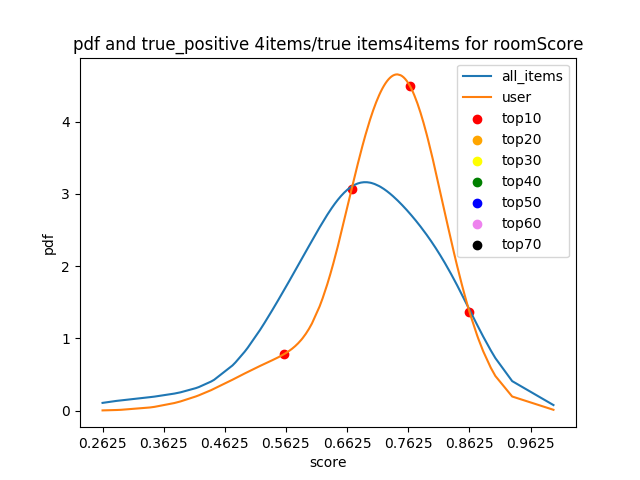 pdf and true_positive 4items/true items4items for roomScore
all_items
user
top10
top20
top30
top40
top50
top60
top70
pdf
4
3
2
1
0
0.2625 0.3625 0.4625 0.5625 0.6625 0.7625 0.8625 0.9625
score